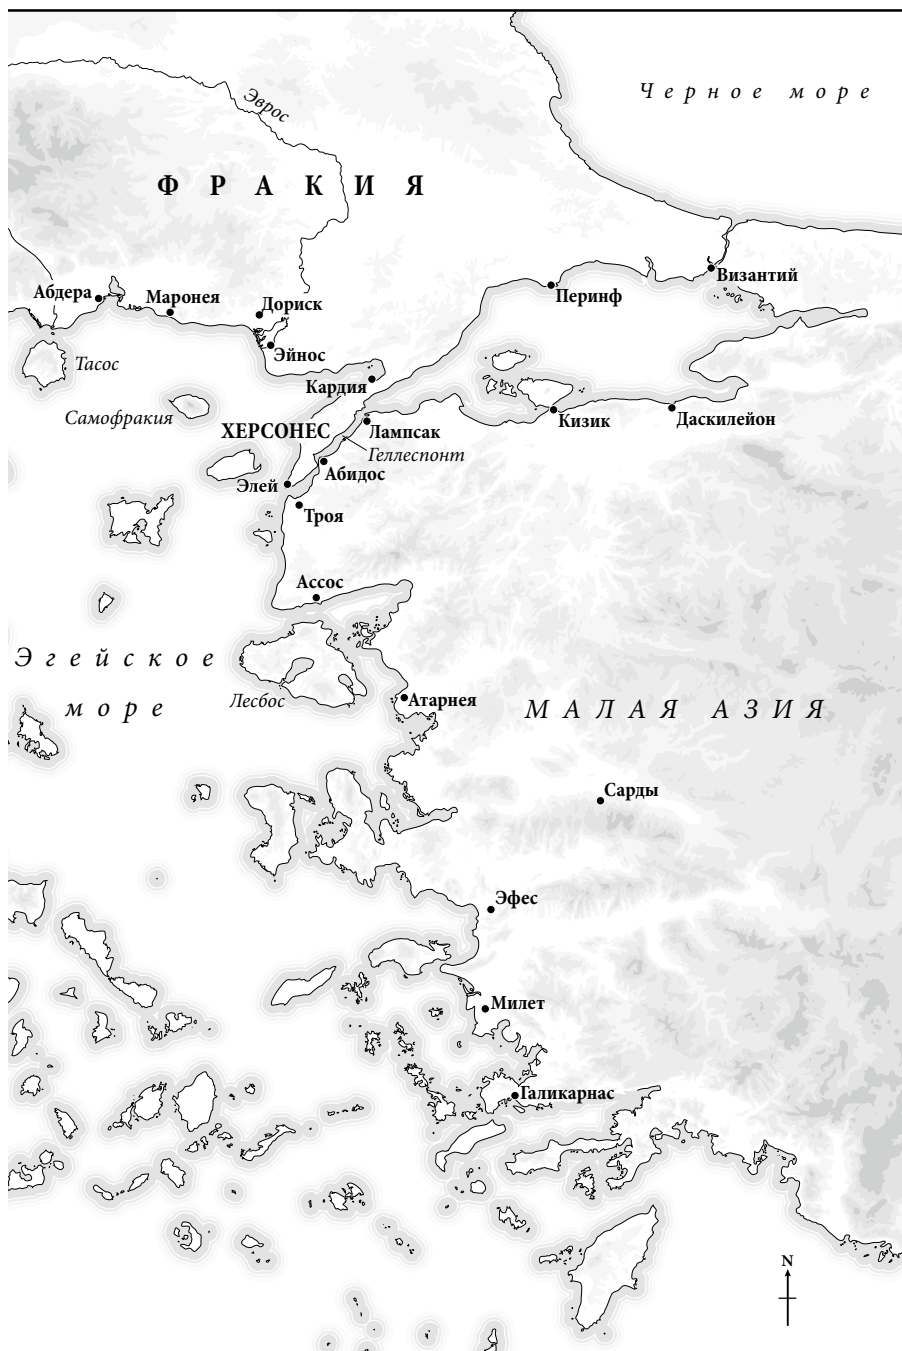 Черное море
Эврос
ФРАКИЯ
Византий
Абдера
Маронея
Дориск
Перинф
Эйнос
Тасос
Кардия
Самофракия
ХЕРСОНЕС
Лампсак
Кизик
Даскилейон
Геллеспонт
Абидос
Элей
Троя
Ассос
Эгейское
море
Лесбос
Атарнея
МАЛАЯ АЗИЯ
Сарды
Эфес
Милет
Галикарнас
N